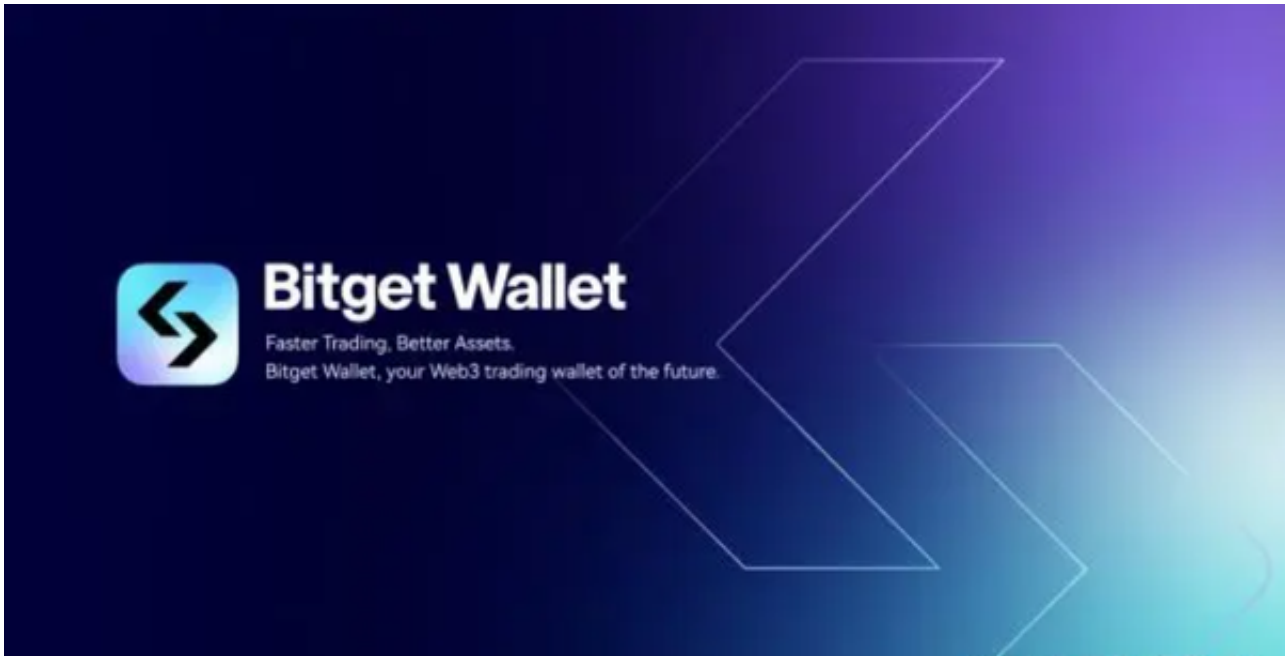 Bitget Wallet
Faster Trading, Better Assets.
Bitget Wallet, your Web3 trading wallet of the future.